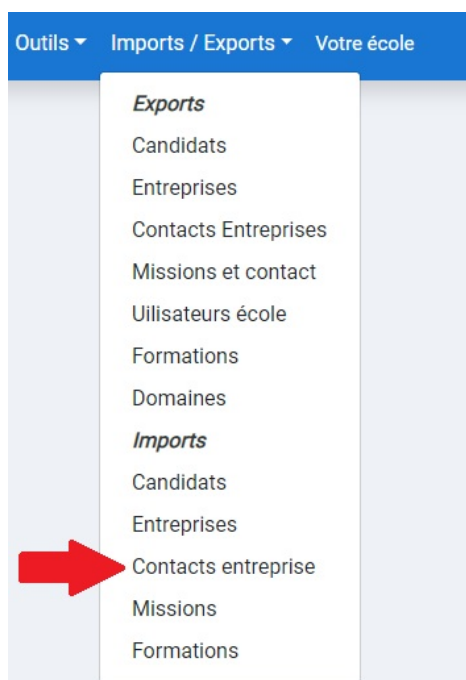 Outils Imports / Exports Votre école
Exports
Candidats
Entreprises
Contacts Entreprises
Missions et contact
Uilisateurs école
Formations
Domaines
Imports
Candidats
Entreprises
Contacts entreprise
Missions
Formations